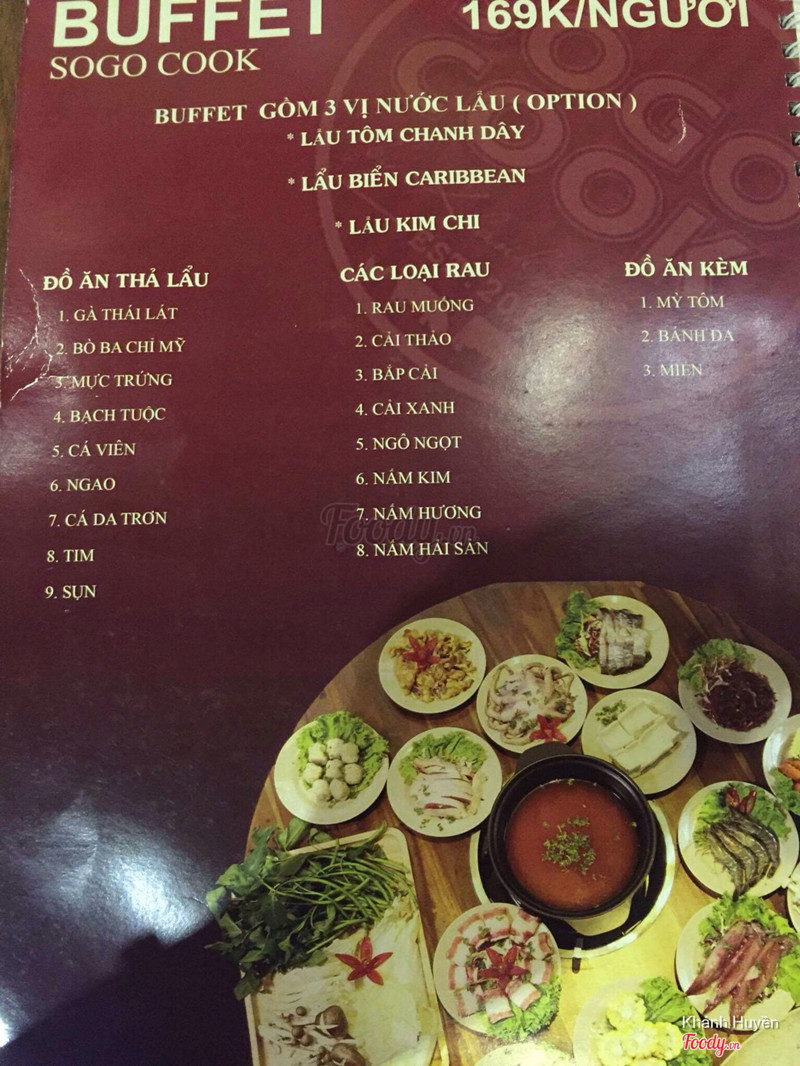 BUFFET
169K/NGƯỜI
SOGO COOK
BUFFET GỒM 3 VỊ NƯỚC LẨU ( OPTION )
* LẨU TÔM CHANH DÂY
* LẨU BIỂN CARIBBEAN
* LẨU KIM CHI
ĐỒ ĂN THẢ LẨU
1. GÀ THÁI LÁT
2. BÒ BA CHỈ MỸ
3. MỰC TRỨNG
4. BẠCH TUỘC
5. CÁ VIÊN
6. NGAO
7. CÁ DA TRƠN
8. TIM
9. SỤN
CÁC LOẠI RAU
1. RAU MUỐNG
2. CẢI THẢO
3. BẮP CẢI
4. CẢI XANH
5. NGÔ NGỌT
6. NẤM KIM
7. NẤM HƯƠNG
8. NẤM HẢI SẢN
ĐỒ ĂN KÈM
1. MỲ TÔM
2. BÁNH ĐA
3. MIẾN
Foody.vn
Khánh Huyền
Foody.vn